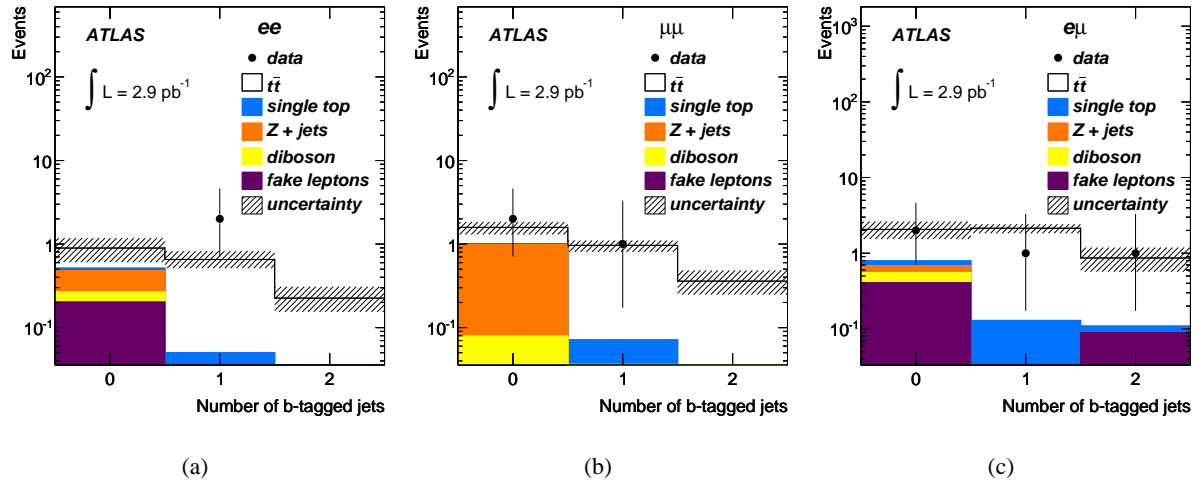 Events
ATLAS
ee
∫ L = 2.9 pb⁻¹
data
tt̄
single top
Z + jets
diboson
fake leptons
uncertainty
10²
10
1
10⁻¹
0 1 2
Number of b-tagged jets
(a)
Events
ATLAS
μμ
∫ L = 2.9 pb⁻¹
data
tt̄
single top
Z + jets
diboson
fake leptons
uncertainty
10²
10
1
10⁻¹
0 1 2
Number of b-tagged jets
(b)
Events
ATLAS
eμ
∫ L = 2.9 pb⁻¹
data
tt̄
single top
Z + jets
diboson
fake leptons
uncertainty
10³
10²
10
1
10⁻¹
0 1 2
Number of b-tagged jets
(c)